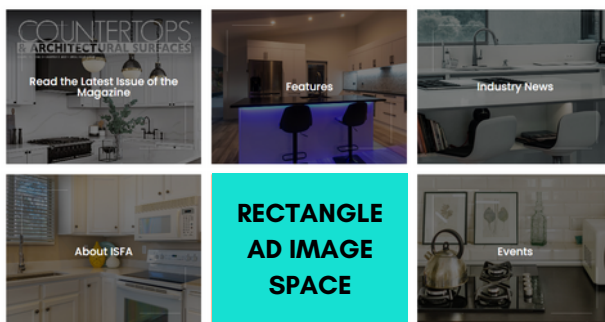 COUNTERTOPS
& ARCHITECTURAL SURFACES
Read the Latest Issue of the
Magazine
Features
Industry News
About ISFA
RECTANGLE
AD IMAGE
SPACE
Events